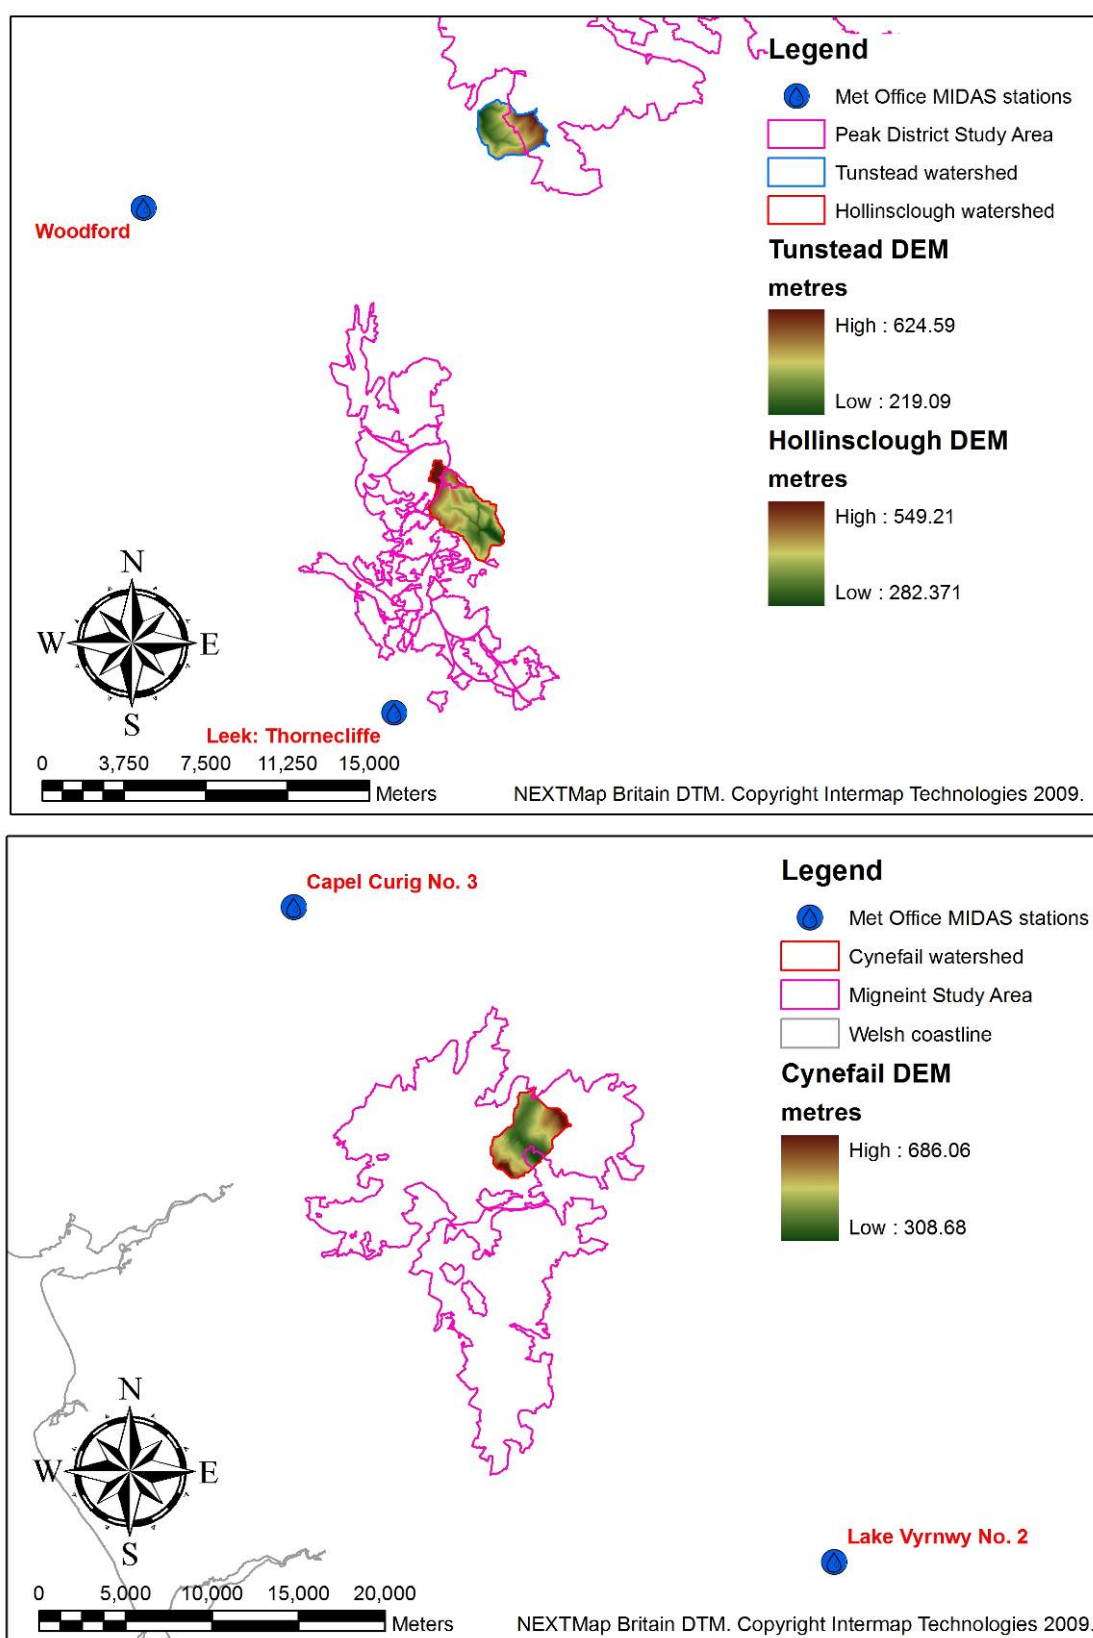 Legend
Met Office MIDAS stations
Peak District Study Area
Tunstead watershed
Hollinsclough watershed
Tunstead DEM
metres
High : 624.59
Low : 219.09
Hollinsclough DEM
metres
High : 549.21
Low : 282.371
Woodford
N
W E
S
Leek: Thornecliffe
0 3,750 7,500 11,250 15,000
Meters
NEXTMap Britain DTM. Copyright Intermap Technologies 2009.
Capel Curig No. 3
Legend
Met Office MIDAS stations
Cynefail watershed
Migneint Study Area
Welsh coastline
Cynefail DEM
metres
High : 686.06
Low : 308.68
N
W E
S
Lake Vyrnwy No. 2
0 5,000 10,000 15,000 20,000
Meters
NEXTMap Britain DTM. Copyright Intermap Technologies 2009.